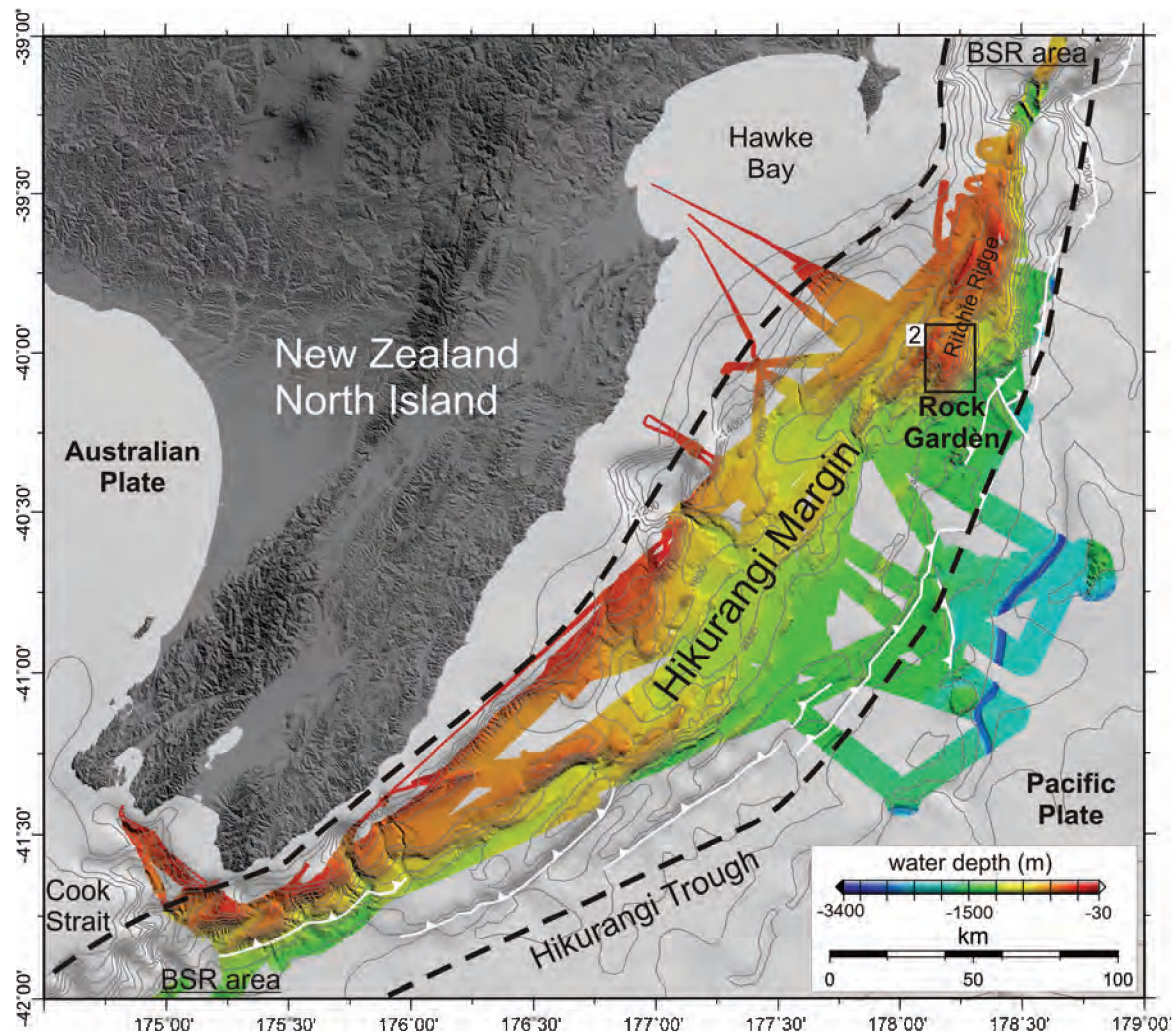 -39°00'
-39°30'
-40°00'
-40°30'
-41°00'
-41°30'
-42°00'
BSR area
Hawke
Bay
Ritchie Ridge
2
Rock
Garden
New Zealand
North Island
Australian
Plate
Hikurangi Margin
Pacific
Plate
Cook
Strait
Hikurangi Trough
BSR area
water depth (m)
-3400 -1500 -30
km
0 50 100
175°00' 175°30' 176°00' 176°30' 177°00' 177°30' 178°00' 178°30' 179°00'